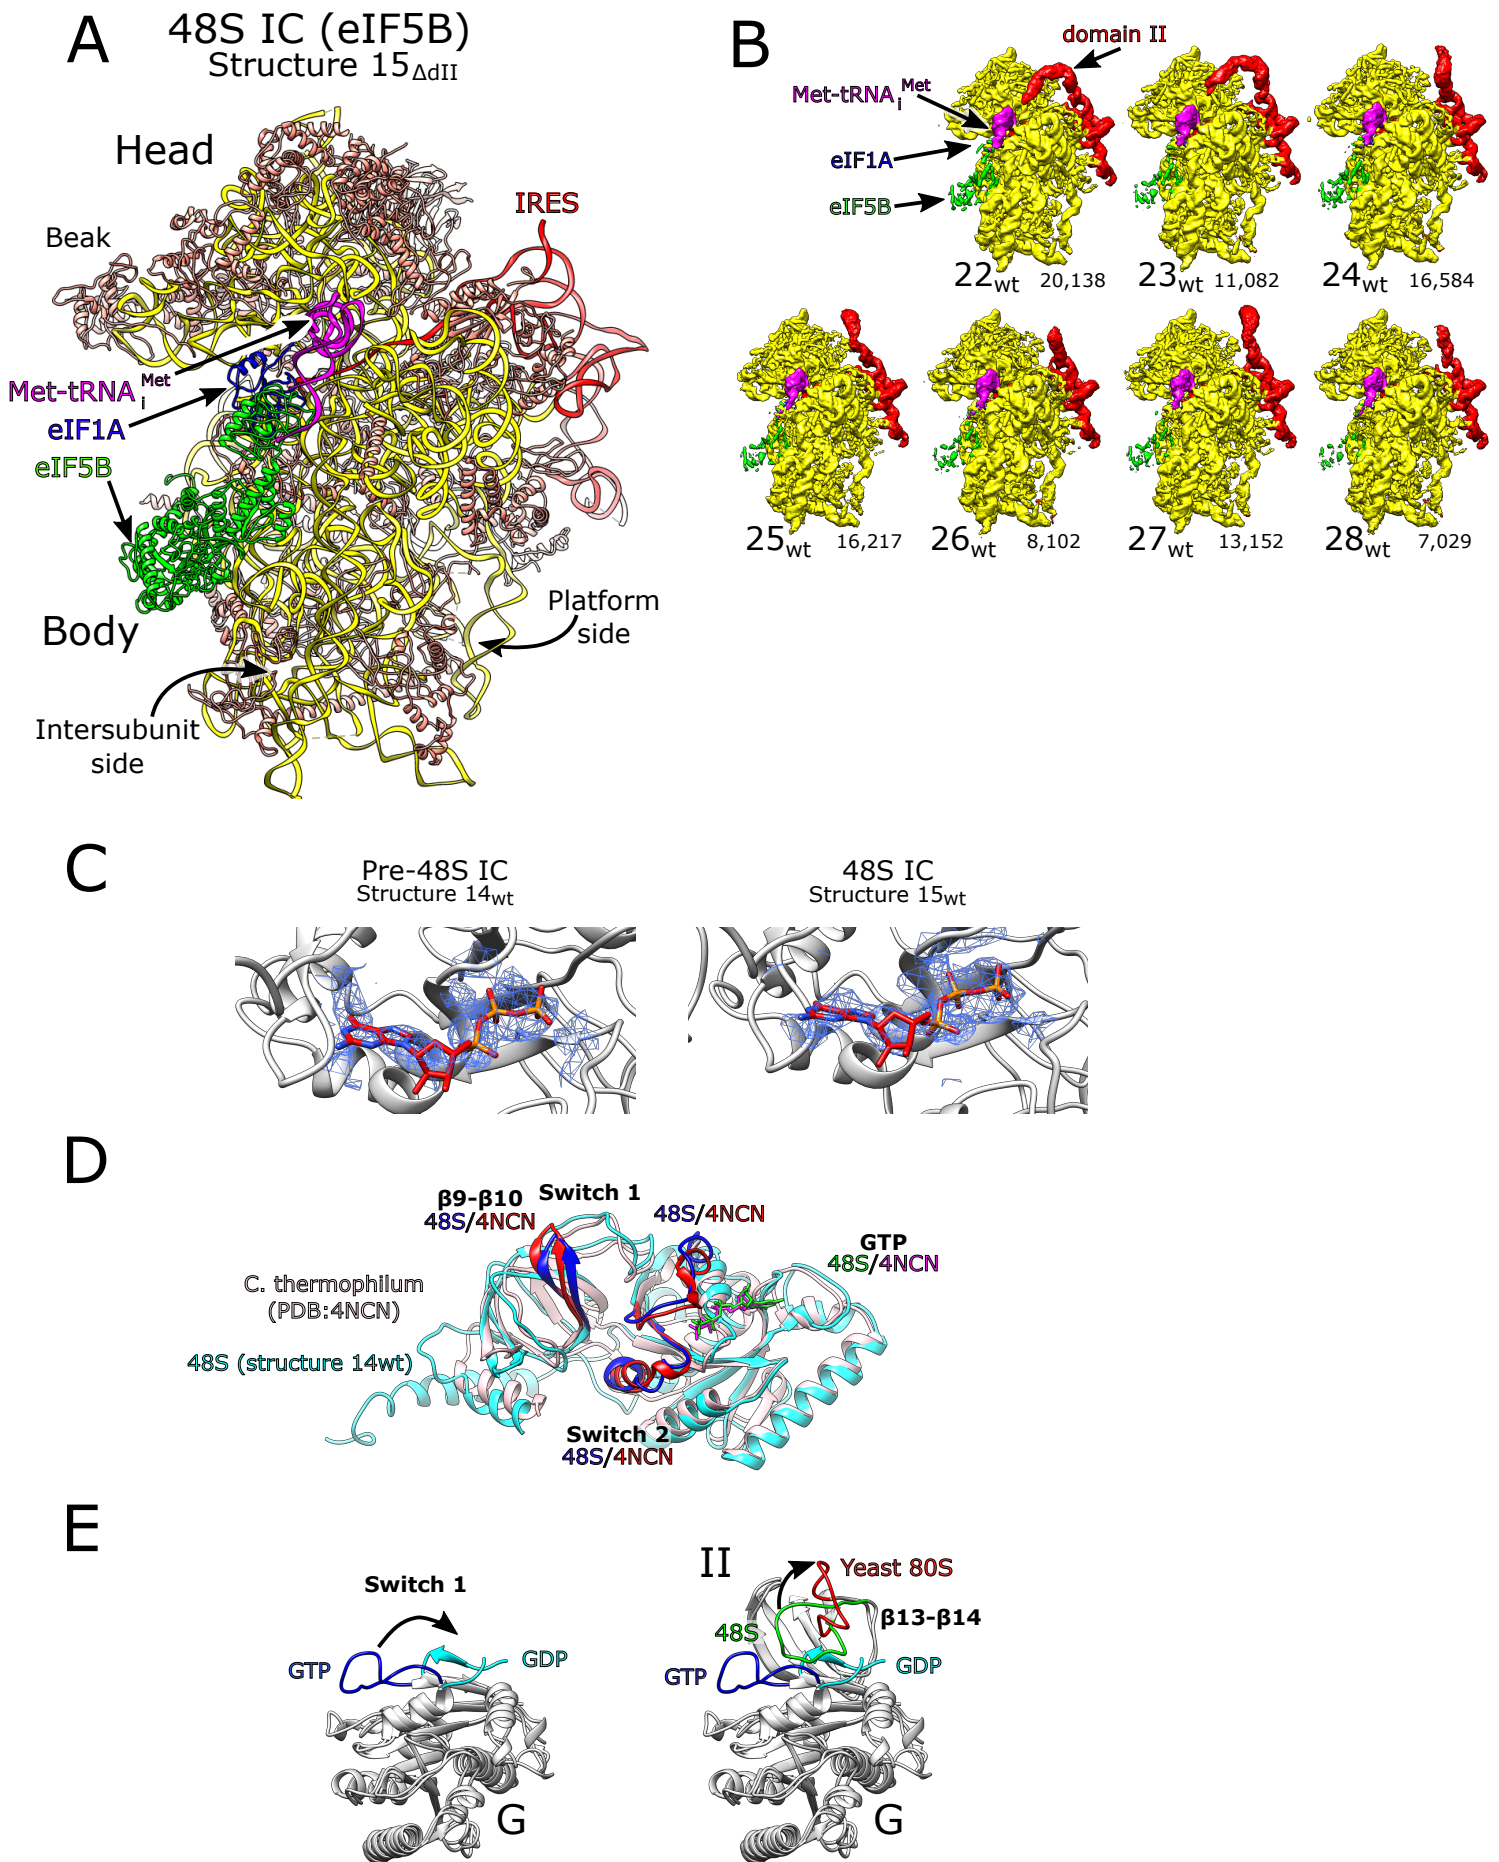 A
48S IC (eIF5B)
Structure 15ΔdII
Head
Beak
IRES
Met-tRNAiMet
eIF1A
eIF5B
Body
Platform
side
Intersubunit
side
B
domain II
Met-tRNAiMet
eIF1A
eIF5B
22wt 20,138
23wt 11,082
24wt 16,584
25wt 16,217
26wt 8,102
27wt 13,152
28wt 7,029
C
Pre-48S IC
Structure 14wt
48S IC
Structure 15wt
D
β9-β10
48S/4NCN
Switch 1
48S/4NCN
GTP
48S/4NCN
C. thermophilum
(PDB:4NCN)
48S (structure 14wt)
Switch 2
48S/4NCN
E
Switch 1
GTP
GDP
G
II
Yeast 80S
β13-β14
48S
GTP
GDP
G